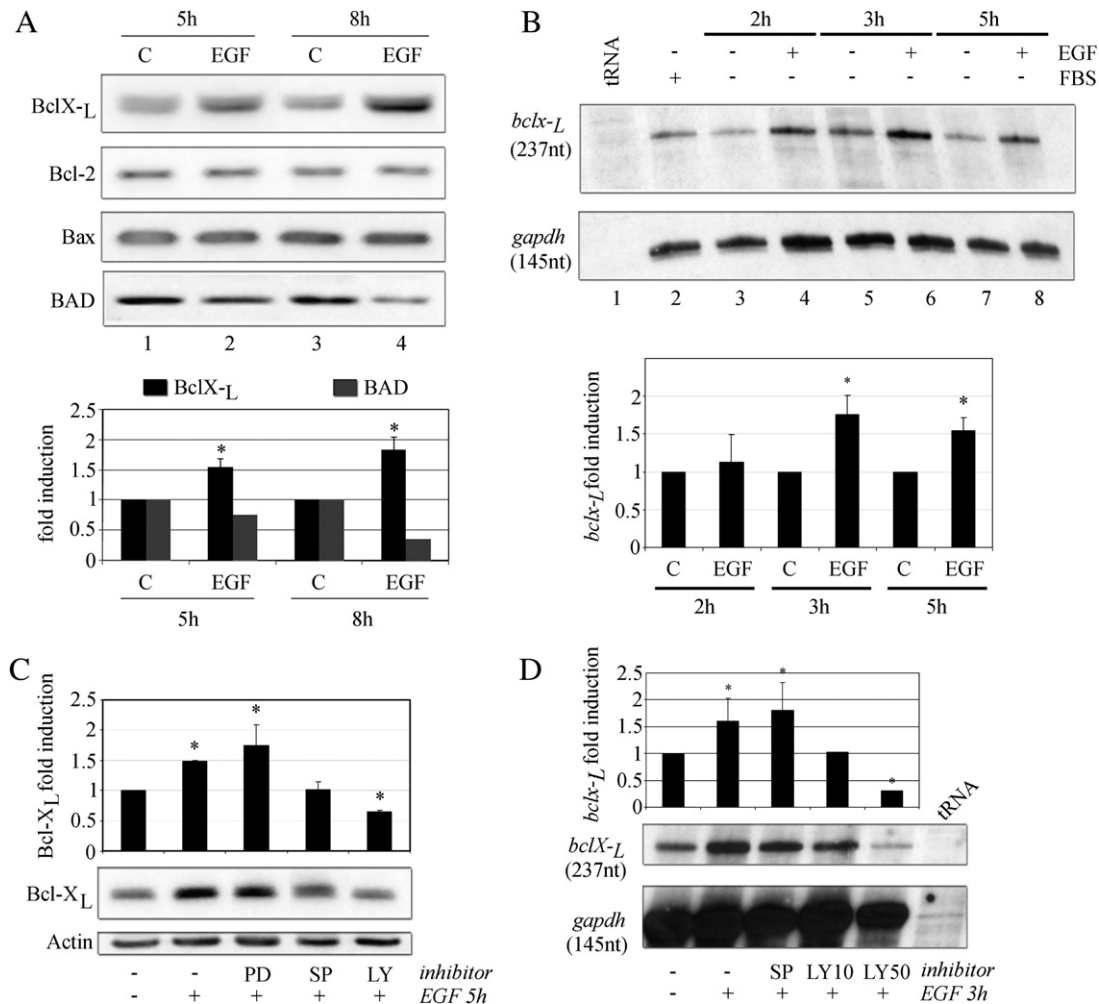 A
5h 8h
C EGF C EGF
BclX-L
Bcl-2
Bax
BAD
1 2 3 4
BclX-L BAD
fold induction
2.5
2
1.5
1
0.5
0
C EGF C EGF
5h 8h
B
2h 3h 5h
tRNA
- - + - + - + EGF
+ - - - - - - FBS
bclx-L
(237nt)
gapdh
(145nt)
1 2 3 4 5 6 7 8
bclx-L fold induction
2
1.5
1
0.5
0
* *
C EGF C EGF C EGF
2h 3h 5h
C
Bcl-XL fold induction
2.5
2
1.5
1
0.5
0
* * *
Bcl-XL
Actin
- - PD SP LY inhibitor
- + + + + EGF 5h
D
bclx-L fold induction
2.5
2
1.5
1
0.5
0
* * *
tRNA
bclX-L
(237nt)
gapdh
(145nt)
- - SP LY10 LY50 inhibitor
- + + + + EGF 3h